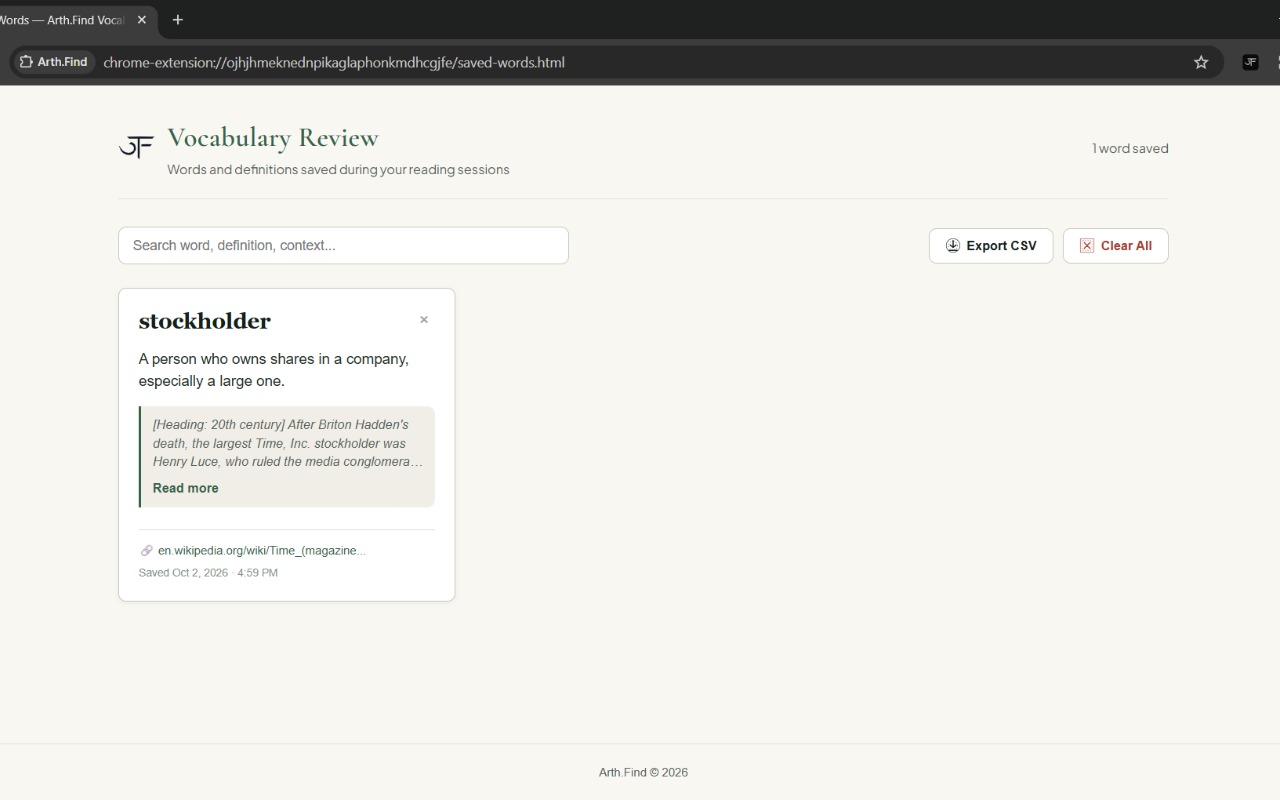 Words — Arth.Find Vocal
Arth.Find
chrome-extension://ojhjhmeknednpikaglaphonkmdhcgjfe/saved-words.html
Vocabulary Review
Words and definitions saved during your reading sessions
1 word saved
Search word, definition, context...
Export CSV
Clear All
stockholder
A person who owns shares in a company,
especially a large one.
[Heading: 20th century] After Briton Hadden's
death, the largest Time, Inc. stockholder was
Henry Luce, who ruled the media conglomera...
Read more
en.wikipedia.org/wiki/Time_(magazine...
Saved Oct 2, 2026 · 4:59 PM
Arth.Find © 2026